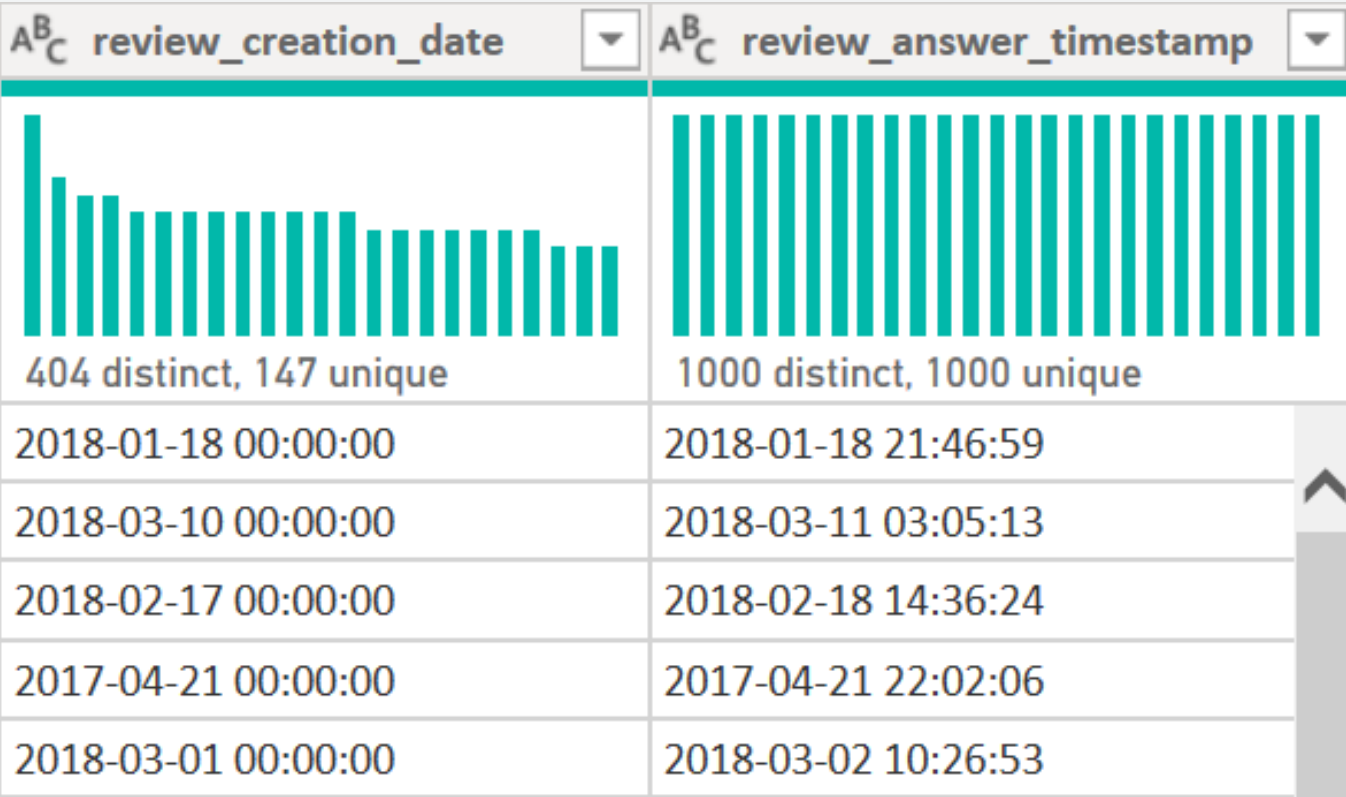 ABC review_creation_date ABC review_answer_timestamp
404 distinct, 147 unique 1000 distinct, 1000 unique
2018-01-18 00:00:00 2018-01-18 21:46:59
2018-03-10 00:00:00 2018-03-11 03:05:13
2018-02-17 00:00:00 2018-02-18 14:36:24
2017-04-21 00:00:00 2017-04-21 22:02:06
2018-03-01 00:00:00 2018-03-02 10:26:53